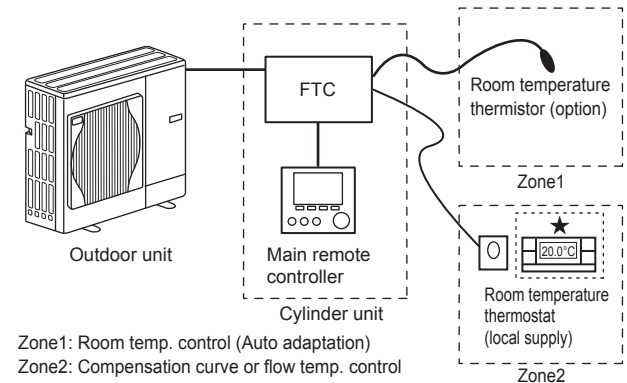 FTC
Room temperature
thermistor (option)
Zone1
Outdoor unit
Main remote
controller
Cylinder unit
20.0°C
Room temperature
thermostat
(local supply)
Zone2
Zone1: Room temp. control (Auto adaptation)
Zone2: Compensation curve or flow temp. control